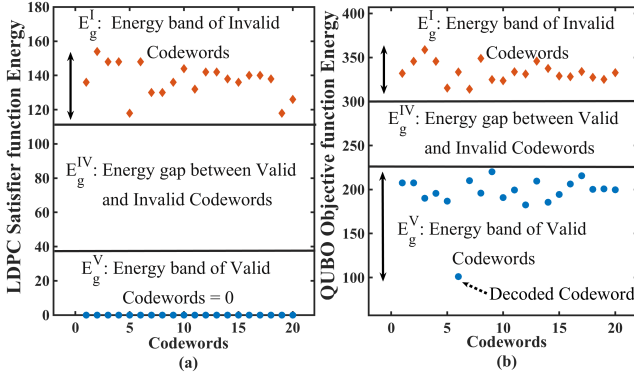 LDPC Satisfier function Energy
180
160
140
120
100
80
60
40
20
0
E_g^I: Energy band of Invalid
Codewords
E_g^IV: Energy gap between Valid
and Invalid Codewords
E_g^V: Energy band of Valid
Codewords = 0
0 5 10 15 20
Codewords
(a)
QUBO Objective function Energy
400
350
300
250
200
150
100
E_g^I: Energy band of Invalid
Codewords
E_g^IV: Energy gap between Valid
and Invalid Codewords
E_g^V: Energy band of Valid
Codewords
Decoded Codeword
0 5 10 15 20
Codewords
(b)